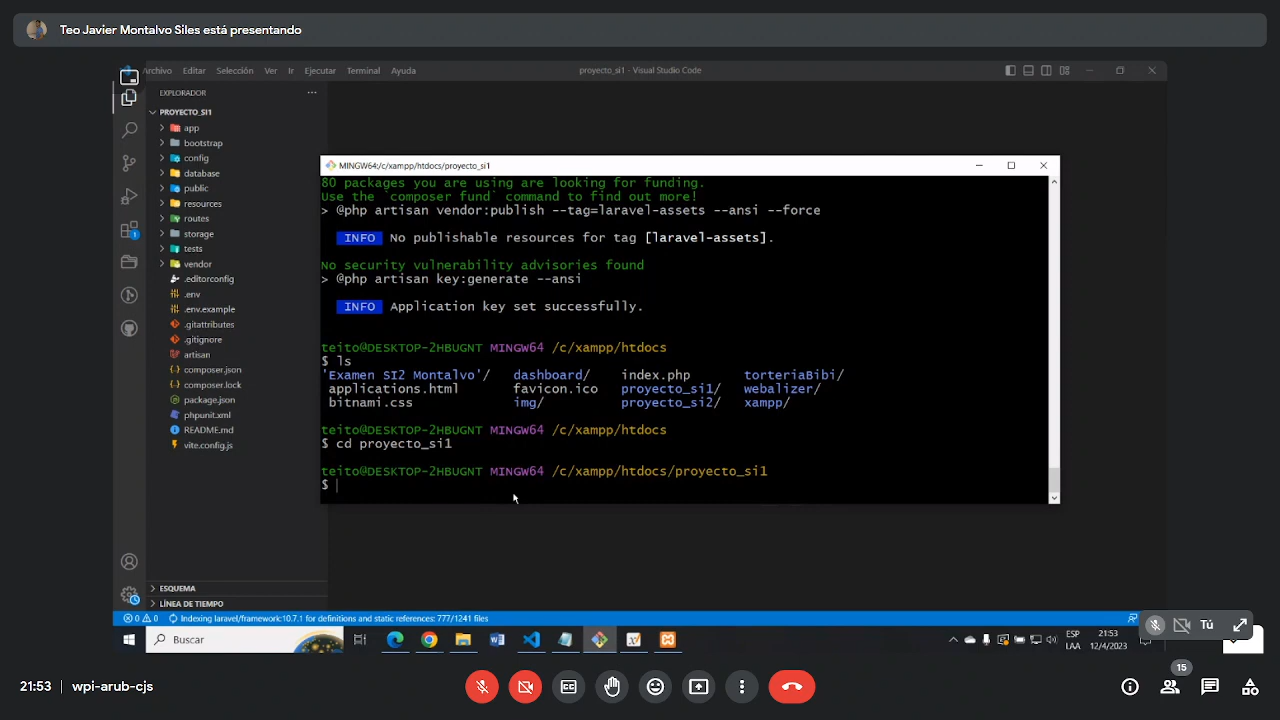 Teo Javier Montalvo Siles está presentando
Archivo Editar Selección Ver Ir Ejecutar Terminal Ayuda
proyecto_si1 - Visual Studio Code
EXPLORADOR
PROYECTO_SI1
app
bootstrap
config
database
public
resources
routes
storage
tests
vendor
.editorconfig
.env
.env.example
.gitattributes
.gitignore
artisan
composer.json
composer.lock
package.json
phpunit.xml
README.md
vite.config.js
ESQUEMA
LÍNEA DE TIEMPO
MINGW64:/c/xampp/htdocs/proyecto_si1
80 packages you are using are looking for funding.
Use the `composer fund` command to find out more!
> @php artisan vendor:publish --tag=laravel-assets --ansi --force
INFO No publishable resources for tag [laravel-assets].
No security vulnerability advisories found
> @php artisan key:generate --ansi
INFO Application key set successfully.
teito@DESKTOP-2HBUGNT MINGW64 /c/xampp/htdocs
$ ls
'Examen SI2 Montalvo'/ dashboard/ index.php torteriaBibi/
applications.html favicon.ico proyecto_si1/ webalizer/
bitnami.css img/ proyecto_si2/ xampp/
teito@DESKTOP-2HBUGNT MINGW64 /c/xampp/htdocs
$ cd proyecto_si1
teito@DESKTOP-2HBUGNT MINGW64 /c/xampp/htdocs/proyecto_si1
$
0 0 Indexing laravel/framework:10.7.1 for definitions and static references: 777/1241 files
Buscar
ESP
LAA
21:53
12/4/2023
Tú
21:53 | wpi-arub-cjs
15